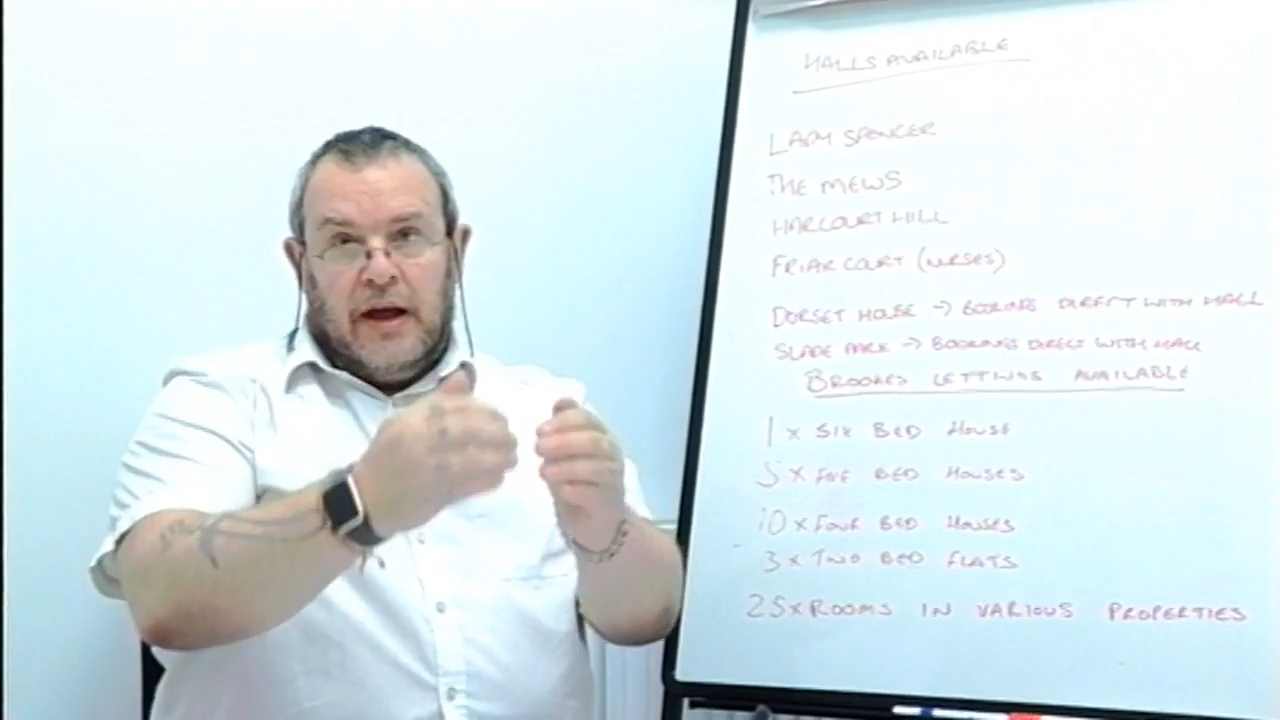 HALLS AVAILABLE
LADY SPENCER
THE MEWS
HARCOURT HILL
FRIAR COURT (NURSES)
DORSET HOUSE → BOOKINGS DIRECT WITH HALL
SLADE PARK → BOOKINGS DIRECT WITH HALL
BROOKES LETTINGS AVAILABLE
1 x SIX BED HOUSE
5 x FIVE BED HOUSES
10 x FOUR BED HOUSES
3 x TWO BED FLATS
25 x ROOMS IN VARIOUS PROPERTIES